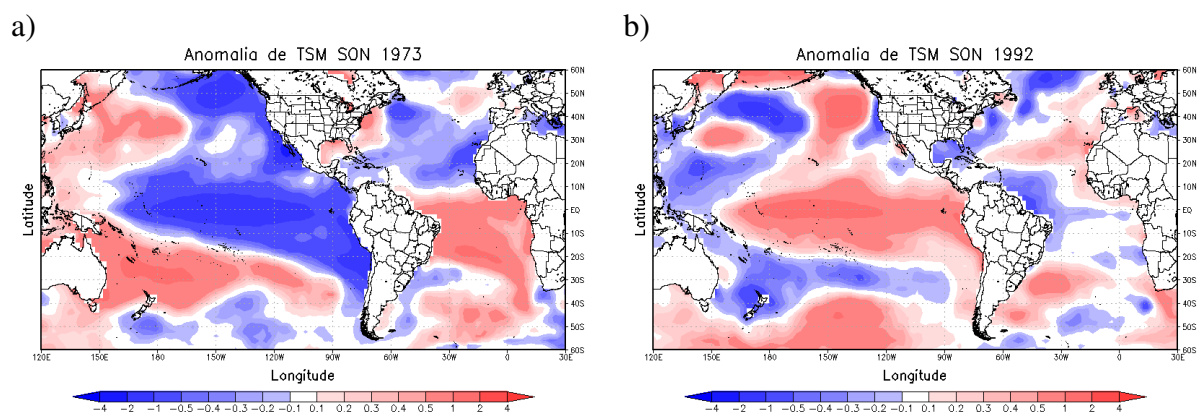 a)
Anomalia de TSM SON 1973
60N
50N
40N
30N
20N
10N
EQ
10S
20S
30S
40S
50S
60S
Latitude
120E 150E 180 150W 120W 90W 60W 30W 0 30E
Longitude
-4 -2 -1 -0.5 -0.4 -0.3 -0.2 -0.1 0.1 0.2 0.3 0.4 0.5 1 2 4
b)
Anomalia de TSM SON 1992
60N
50N
40N
30N
20N
10N
EQ
10S
20S
30S
40S
50S
60S
Latitude
120E 150E 180 150W 120W 90W 60W 30W 0 30E
Longitude
-4 -2 -1 -0.5 -0.4 -0.3 -0.2 -0.1 0.1 0.2 0.3 0.4 0.5 1 2 4